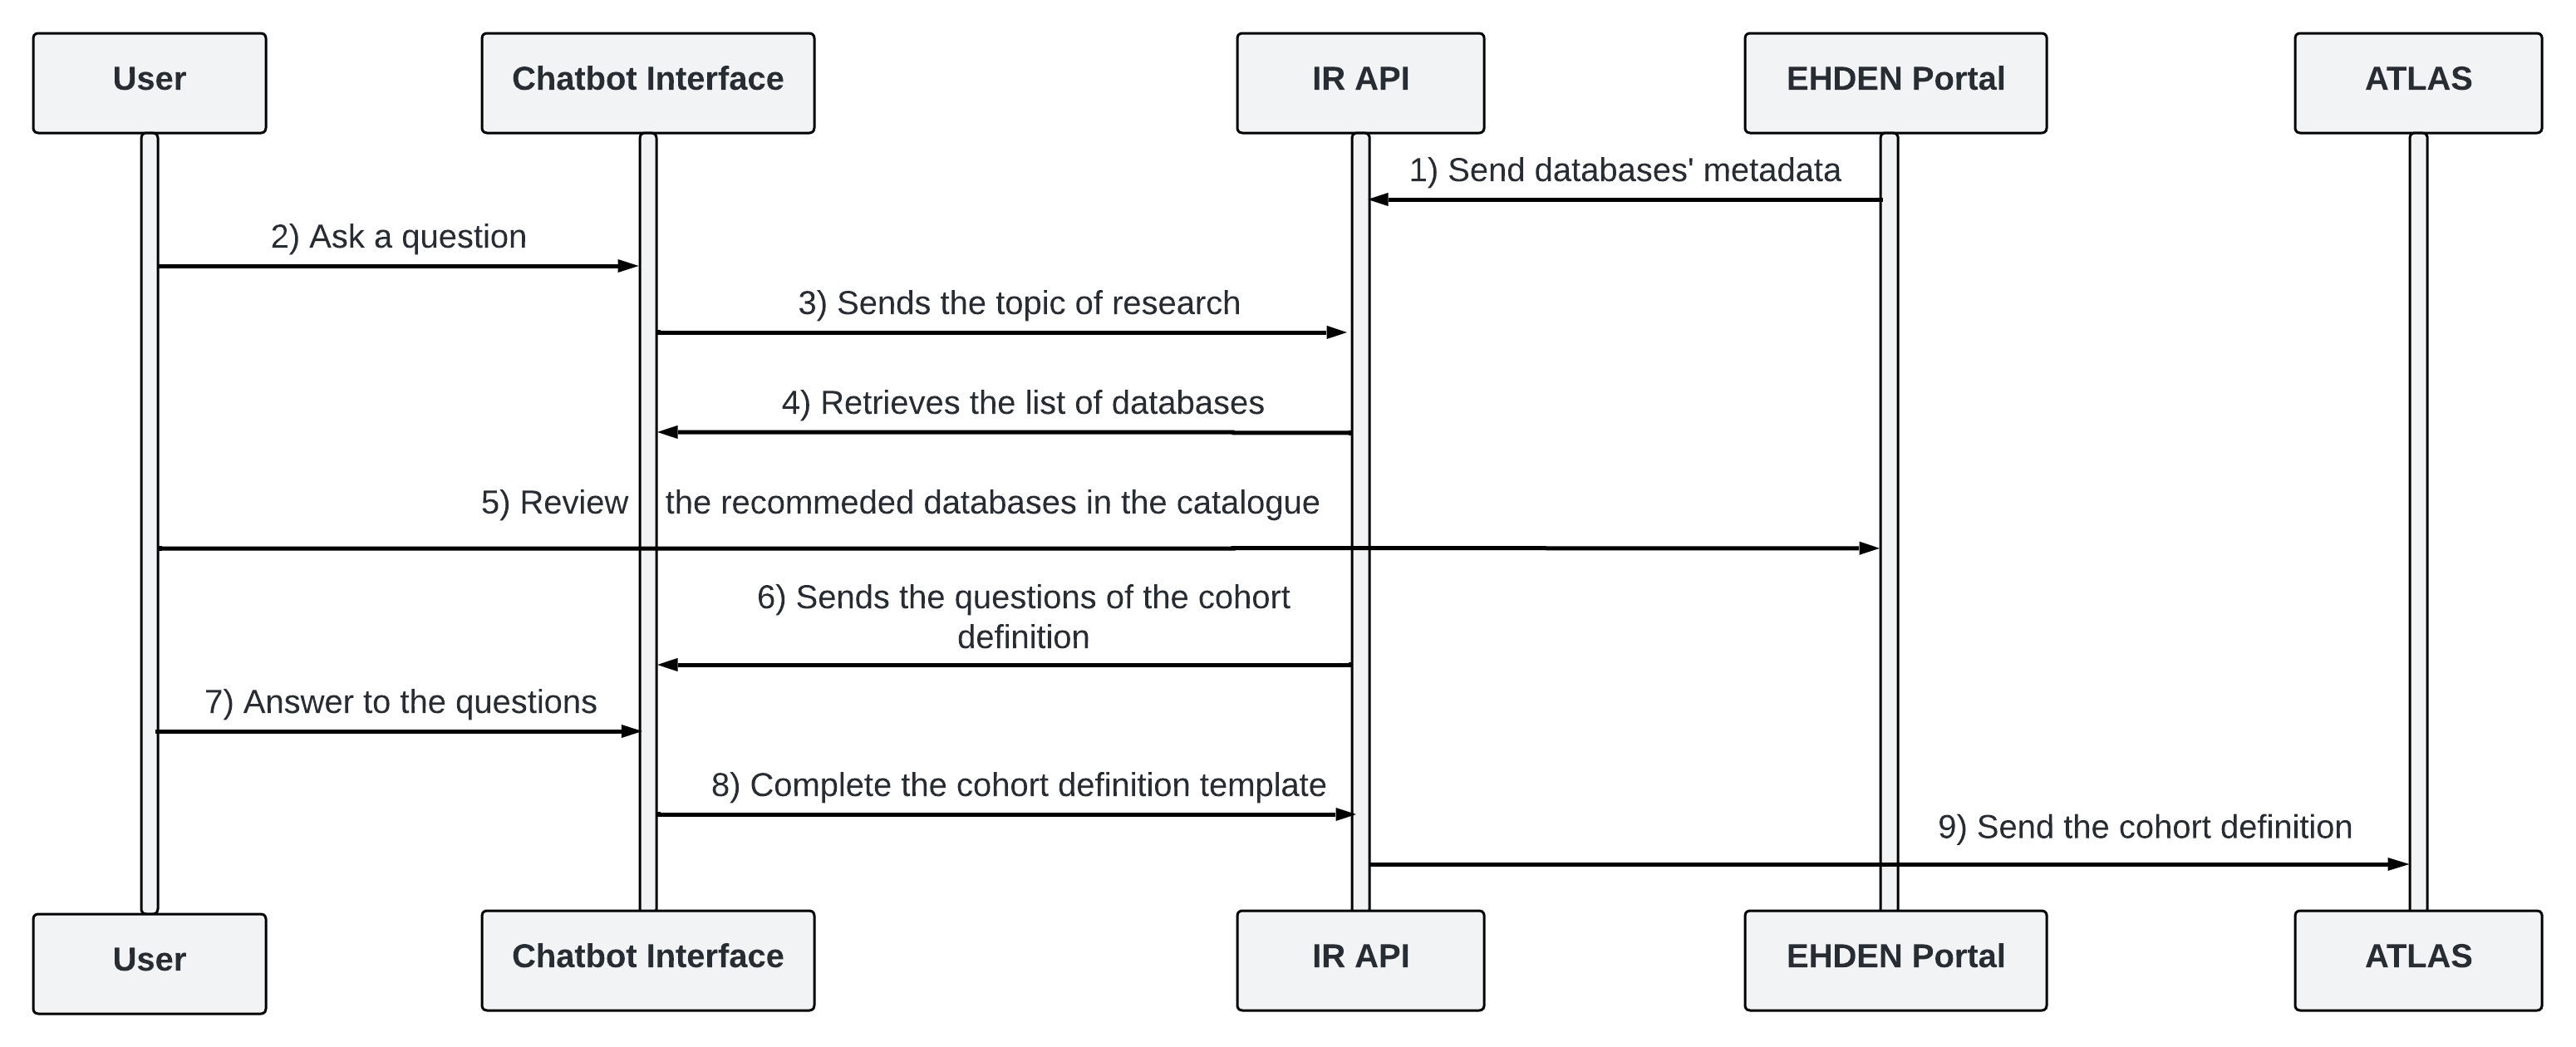 User
Chatbot Interface
IR API
EHDEN Portal
ATLAS
1) Send databases' metadata
2) Ask a question
3) Sends the topic of research
4) Retrieves the list of databases
5) Review the recommeded databases in the catalogue
6) Sends the questions of the cohort
definition
7) Answer to the questions
8) Complete the cohort definition template
9) Send the cohort definition
User
Chatbot Interface
IR API
EHDEN Portal
ATLAS